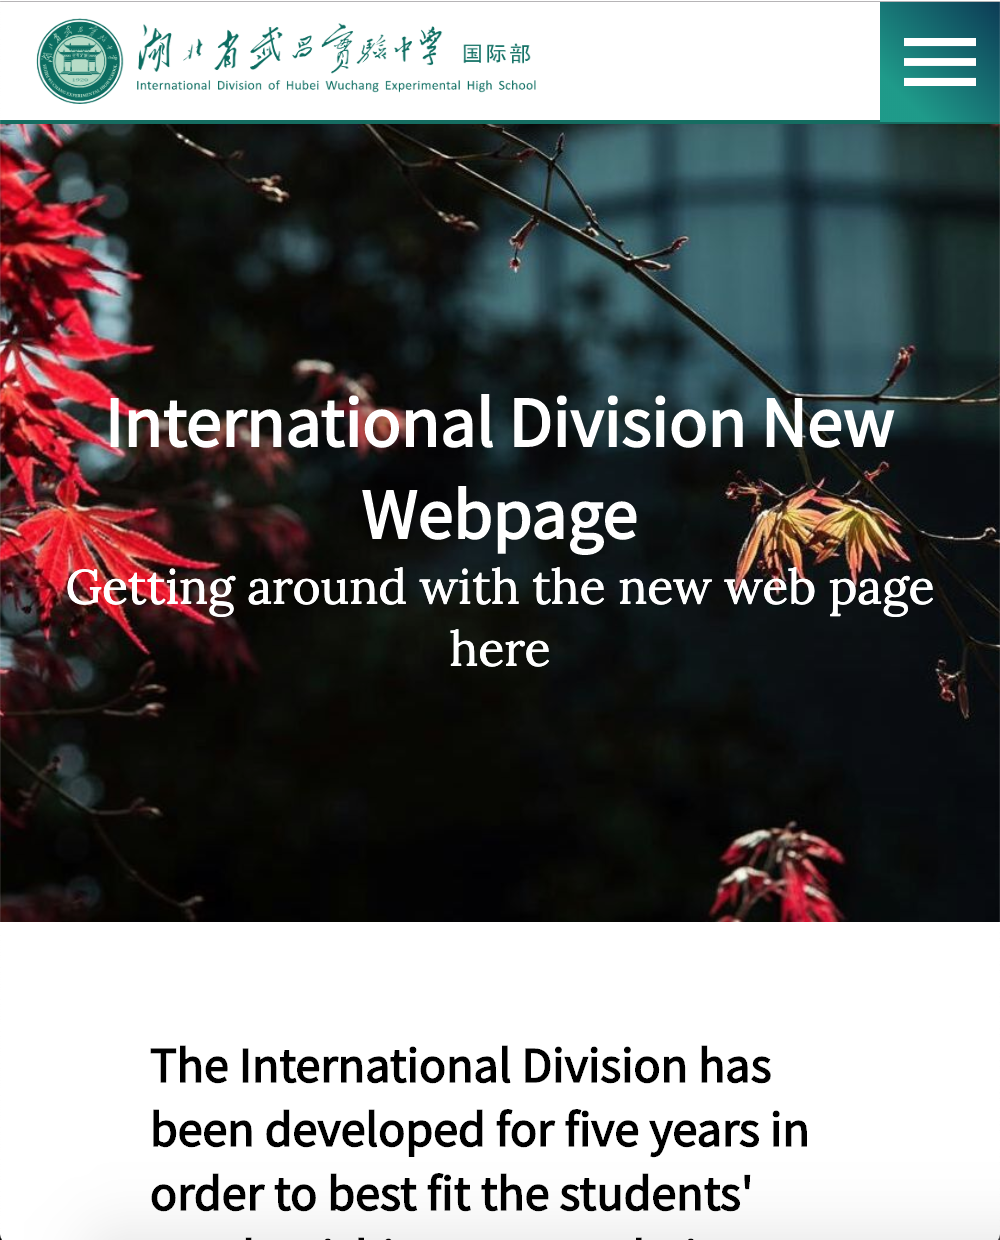 湖北省武昌實驗中學 国际部
International Division of Hubei Wuchang Experimental High School
International Division New
Webpage
Getting around with the new web page
here
The International Division has
been developed for five years in
order to best fit the students'